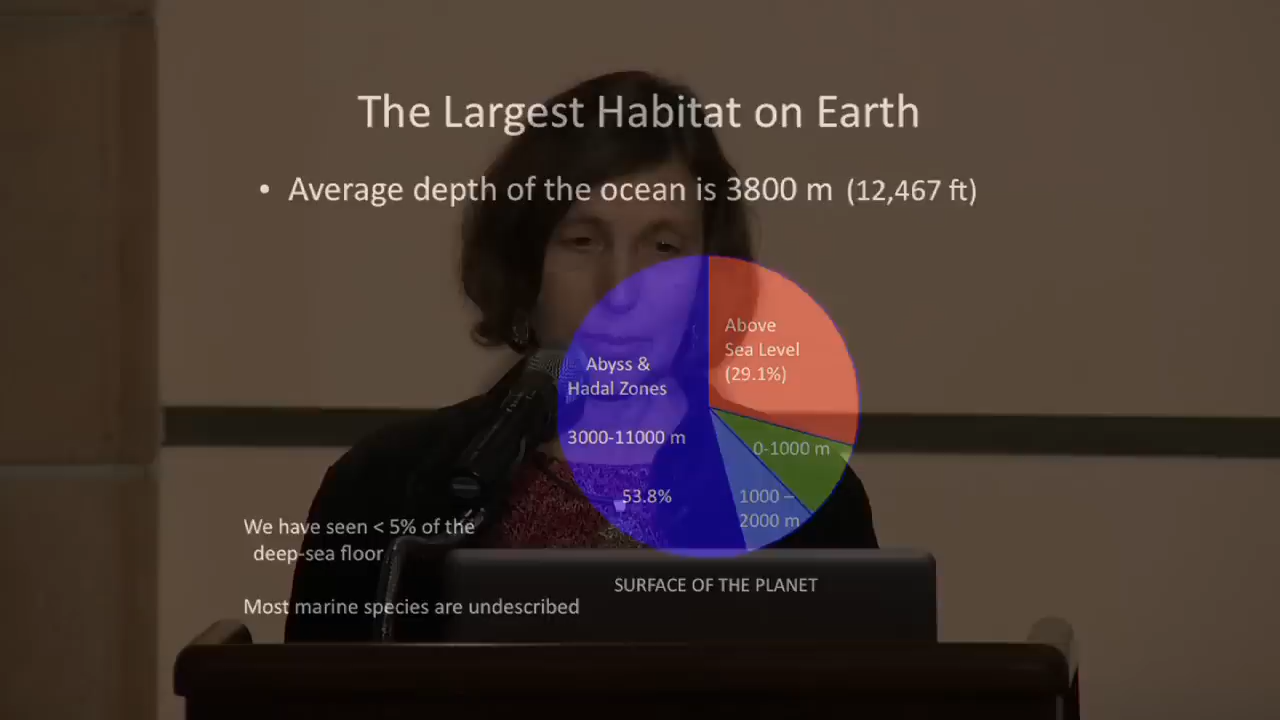 The Largest Habitat on Earth
• Average depth of the ocean is 3800 m (12,467 ft)
Above
Sea Level
(29.1%)
Abyss &
Hadal Zones
3000-11000 m
53.8%
0-1000 m
1000 –
2000 m
We have seen < 5% of the
deep-sea floor
SURFACE OF THE PLANET
Most marine species are undescribed